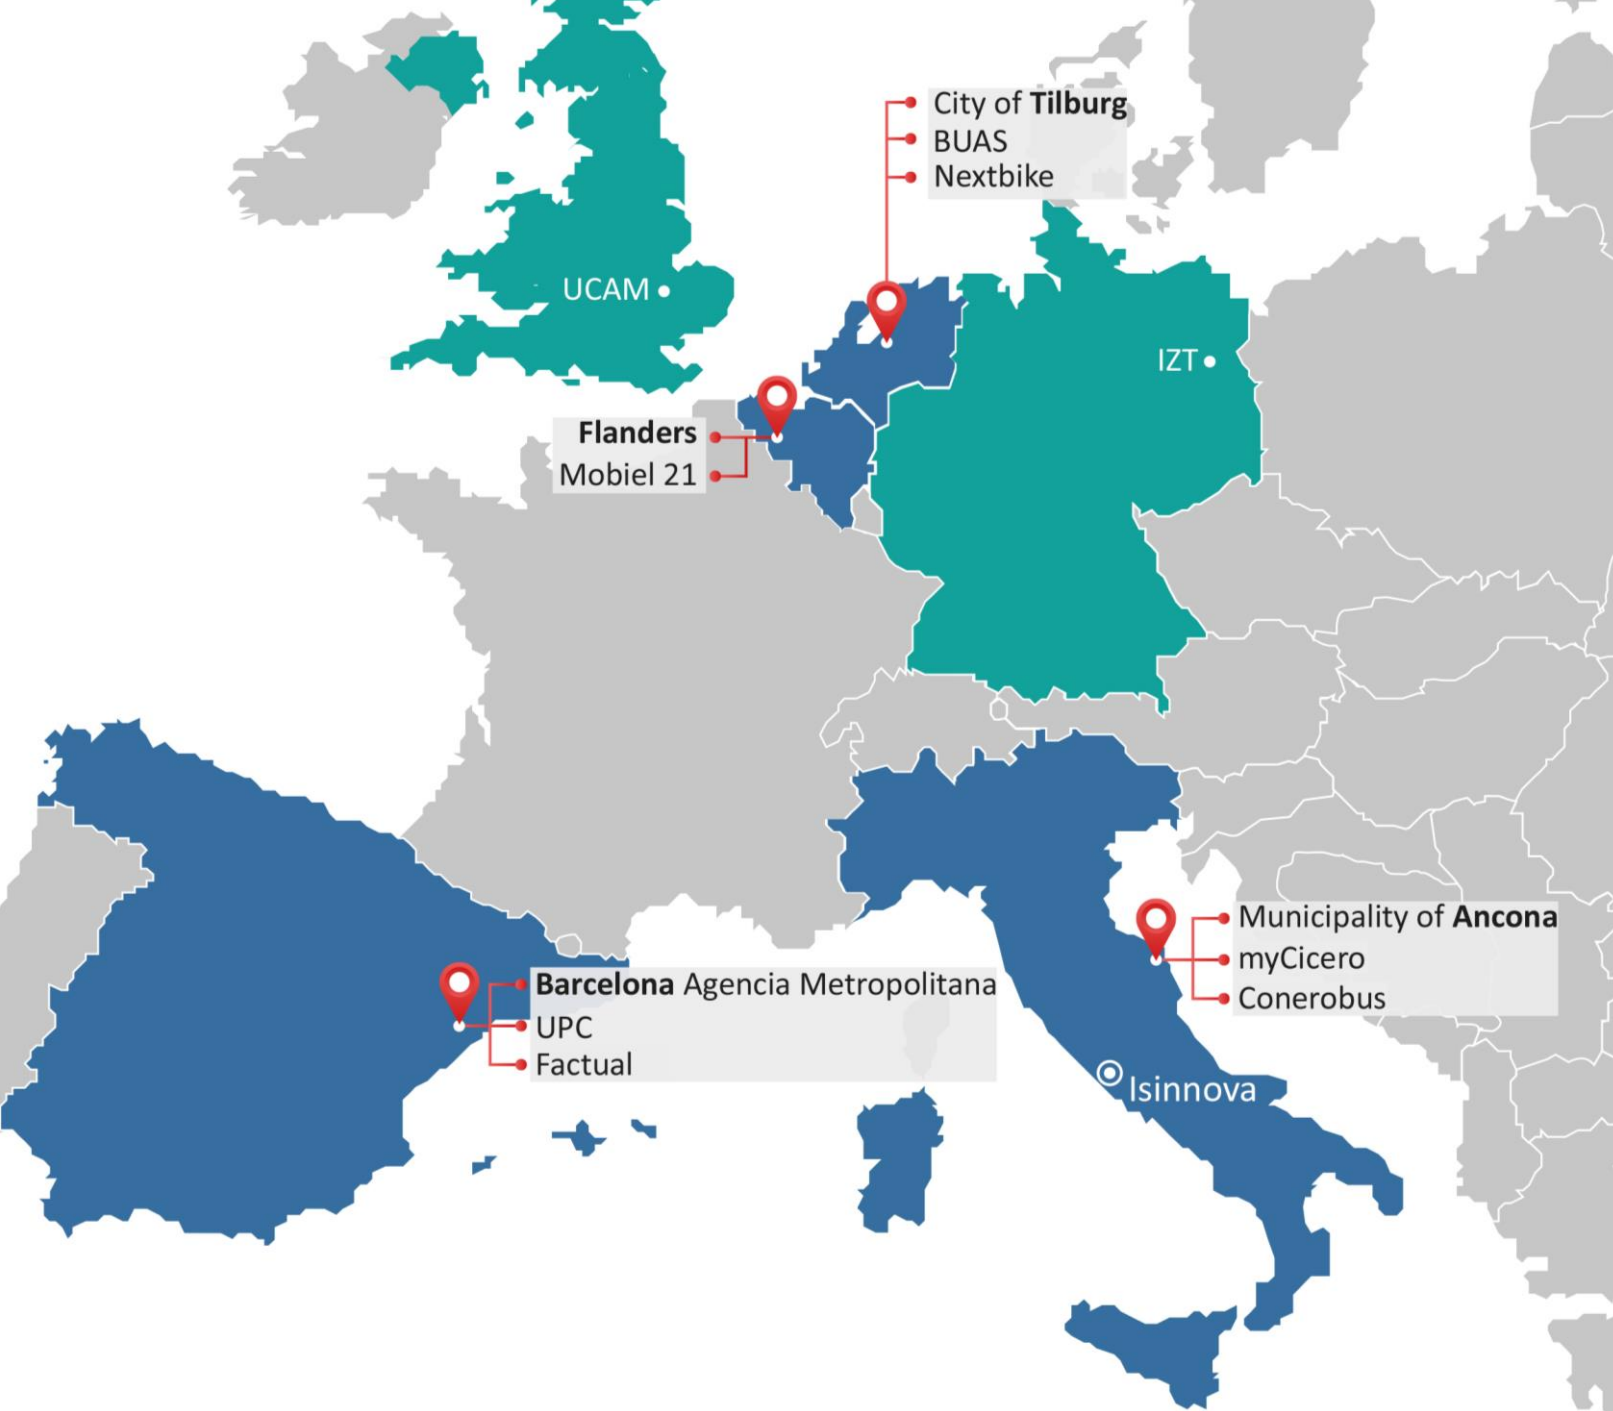 City of Tilburg
BUAS
Nextbike
UCAM
IZT
Flanders
Mobiel 21
Municipality of Ancona
myCicero
Conerobus
Barcelona Agencia Metropolitana
UPC
Factual
Isinnova